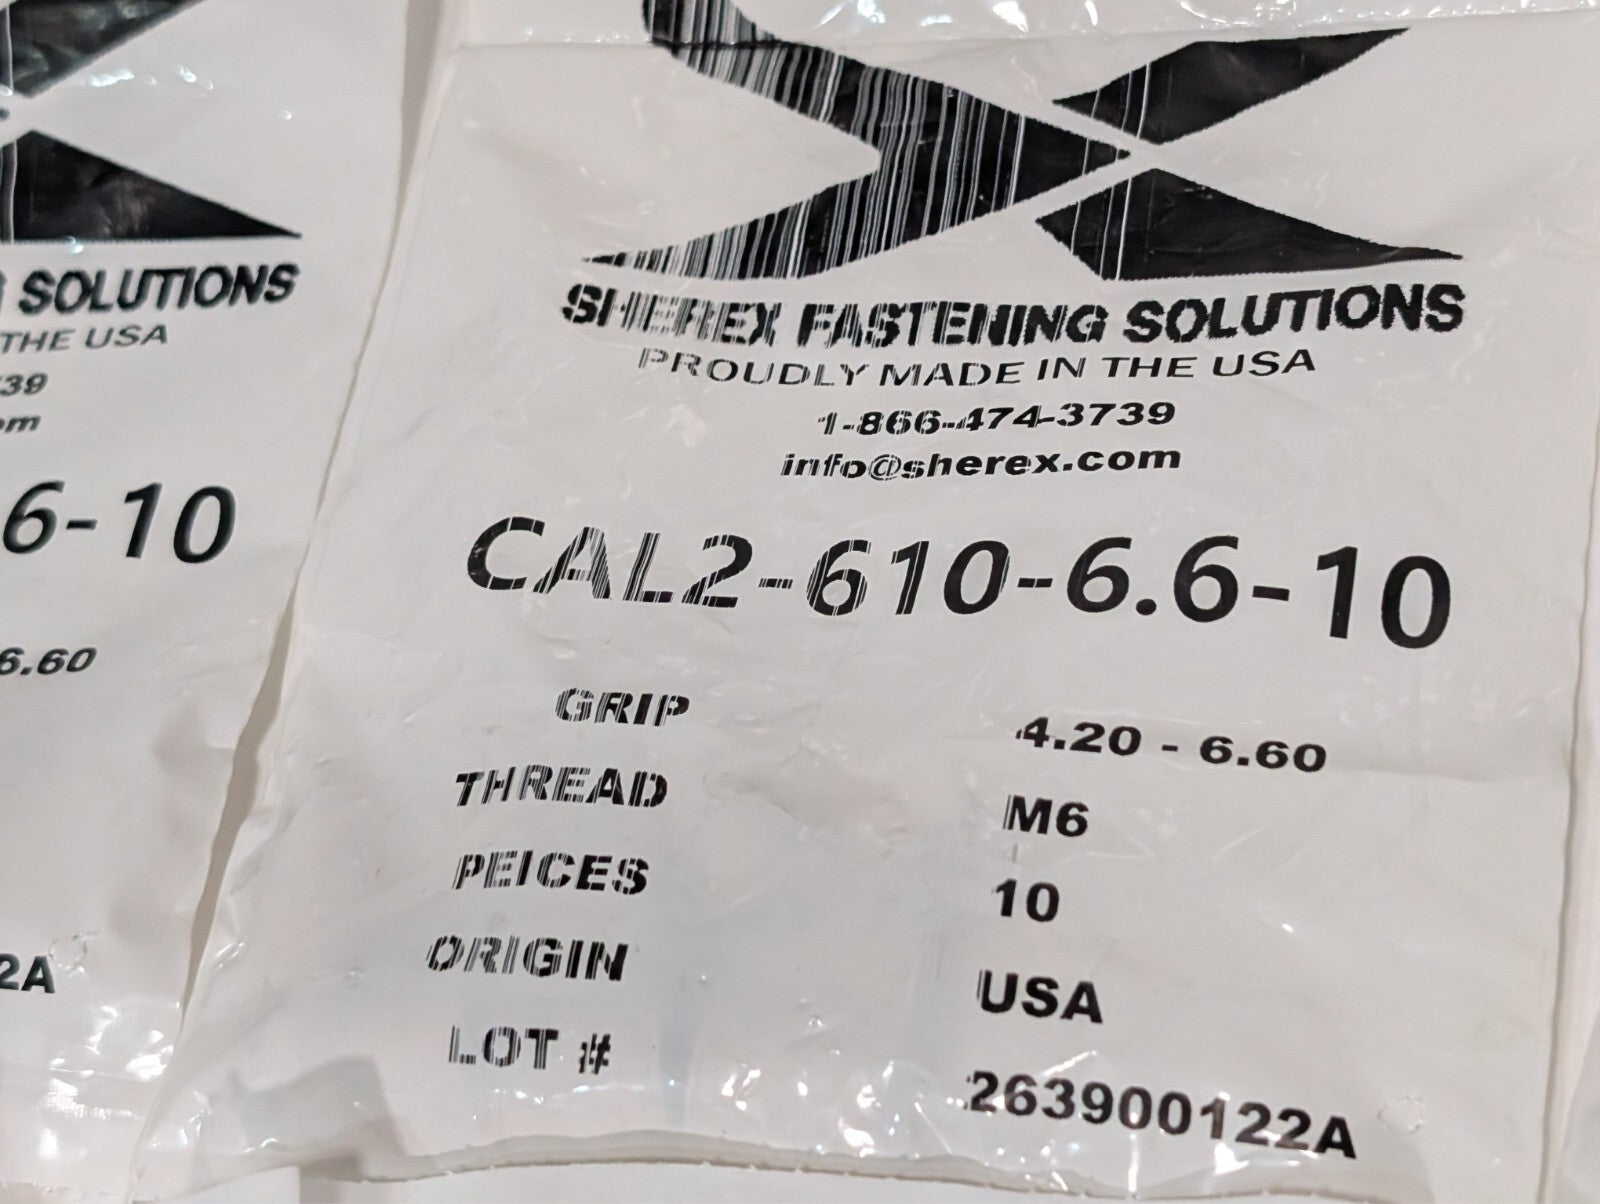 SOLUTIONS
THE USA
39
om
6-10
6.60
2A
SHEREX FASTENING SOLUTIONS
PROUDLY MADE IN THE USA
1-866-474-3739
info@sherex.com
CAL2-610-6.6-10
GRIP 4.20 - 6.60
THREAD M6
PEICES 10
ORIGIN USA
LOT # 263900122A